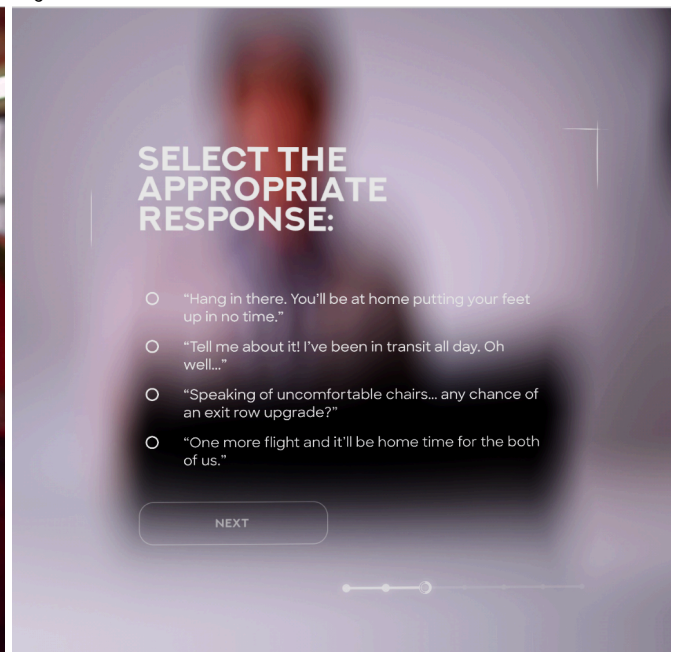 SELECT THE
APPROPRIATE
RESPONSE:
“Hang in there. You’ll be at home putting your feet
up in no time.”
“Tell me about it! I’ve been in transit all day. Oh
well...”
“Speaking of uncomfortable chairs... any chance of
an exit row upgrade?”
“One more flight and it’ll be home time for the both
of us.”
NEXT